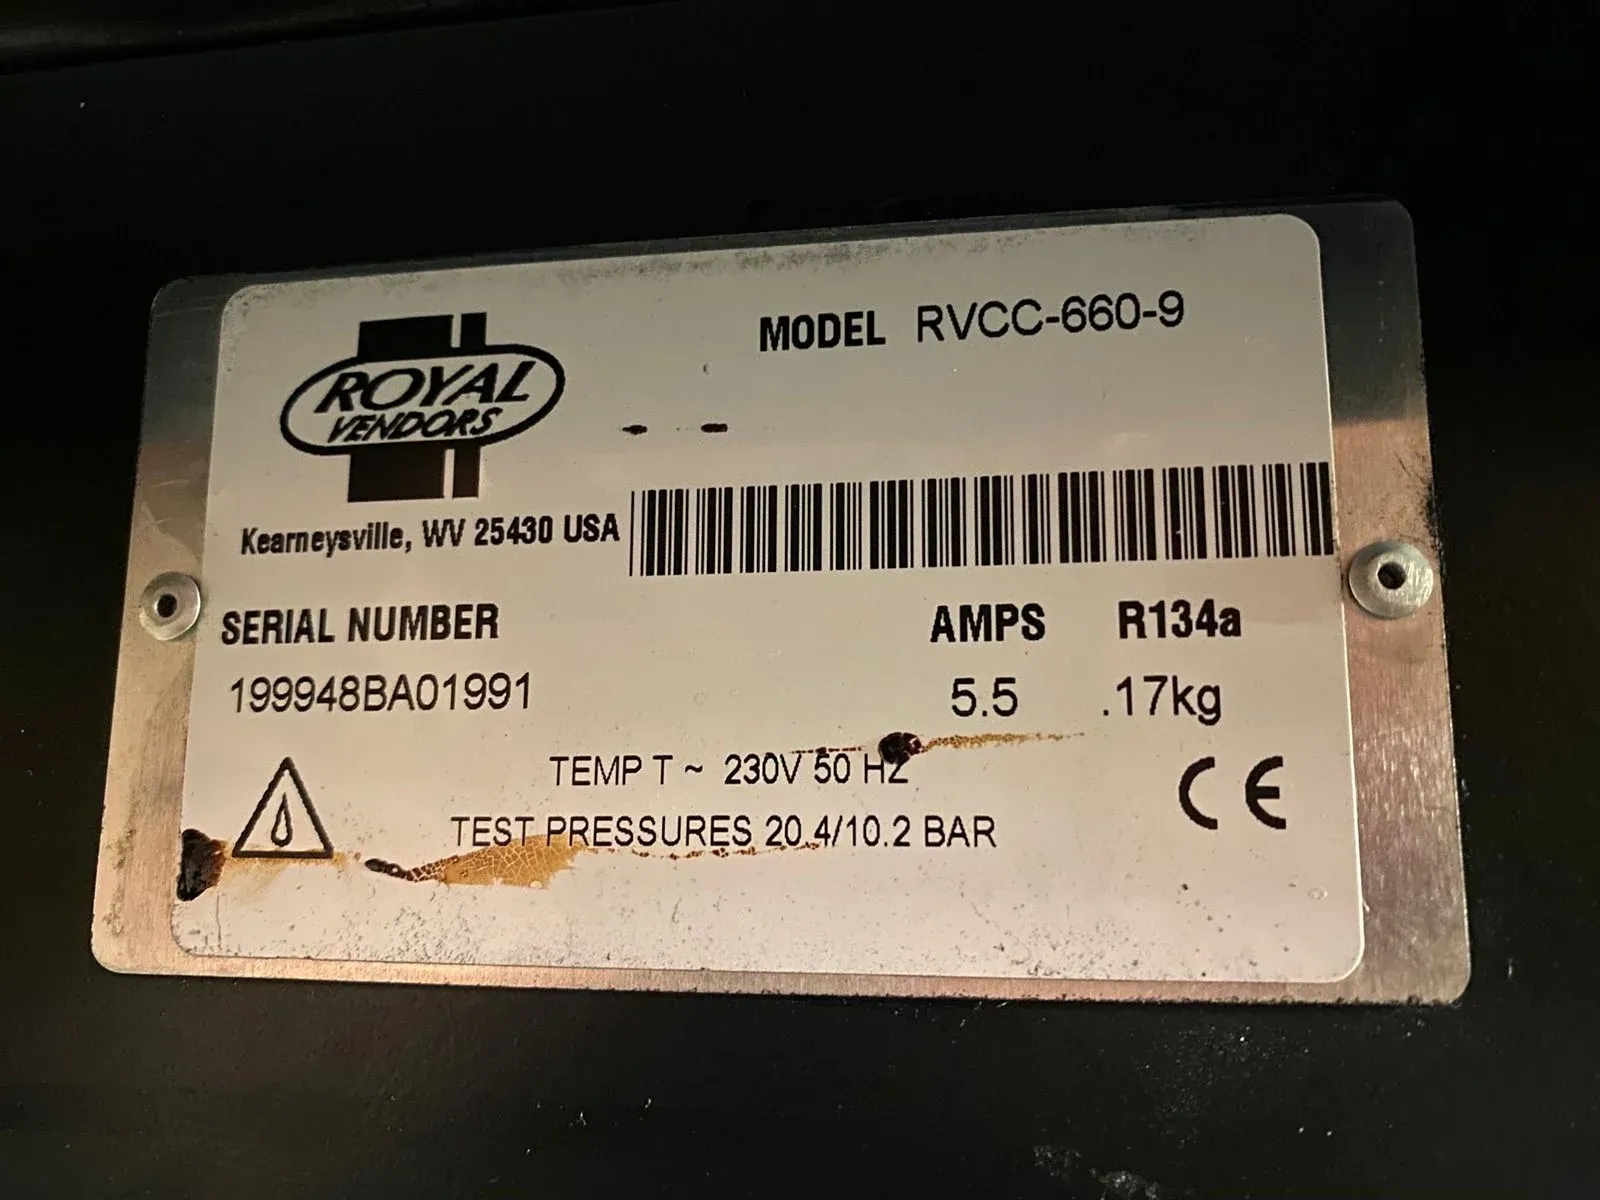 MODEL RVCC-660-9
ROYAL
VENDORS
Kearneysville, WV 25430 USA
SERIAL NUMBER AMPS R134a
199948BA01991 5.5 .17kg
TEMP T ~ 230V 50 HZ
TEST PRESSURES 20.4/10.2 BAR
CE